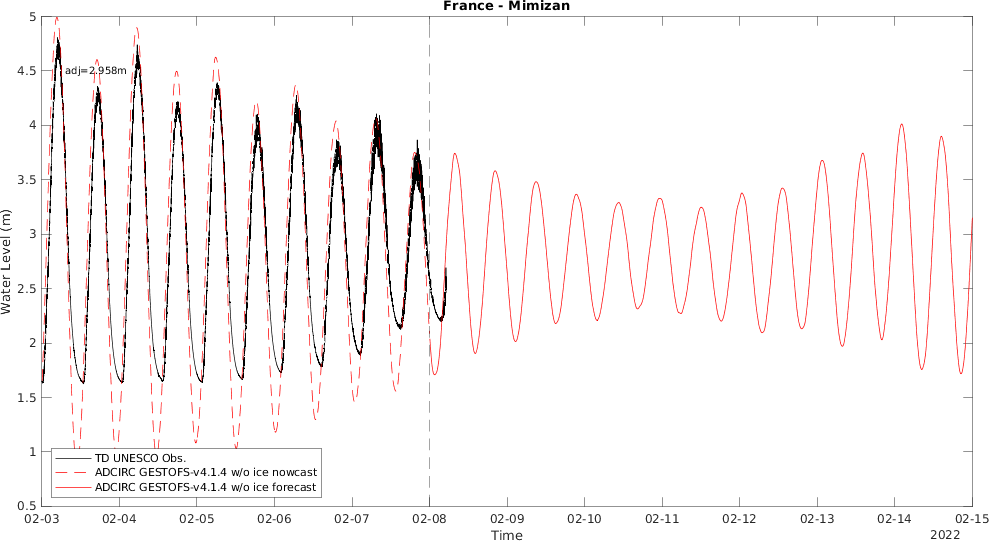 France - Mimizan
5
4.5
4
3.5
3
2.5
2
1.5
1
0.5
Water Level (m)
adj=2.958m
TD UNESCO Obs.
ADCIRC GESTOFS-v4.1.4 w/o ice nowcast
ADCIRC GESTOFS-v4.1.4 w/o ice forecast
02-03 02-04 02-05 02-06 02-07 02-08 02-09 02-10 02-11 02-12 02-13 02-14 02-15
Time
2022